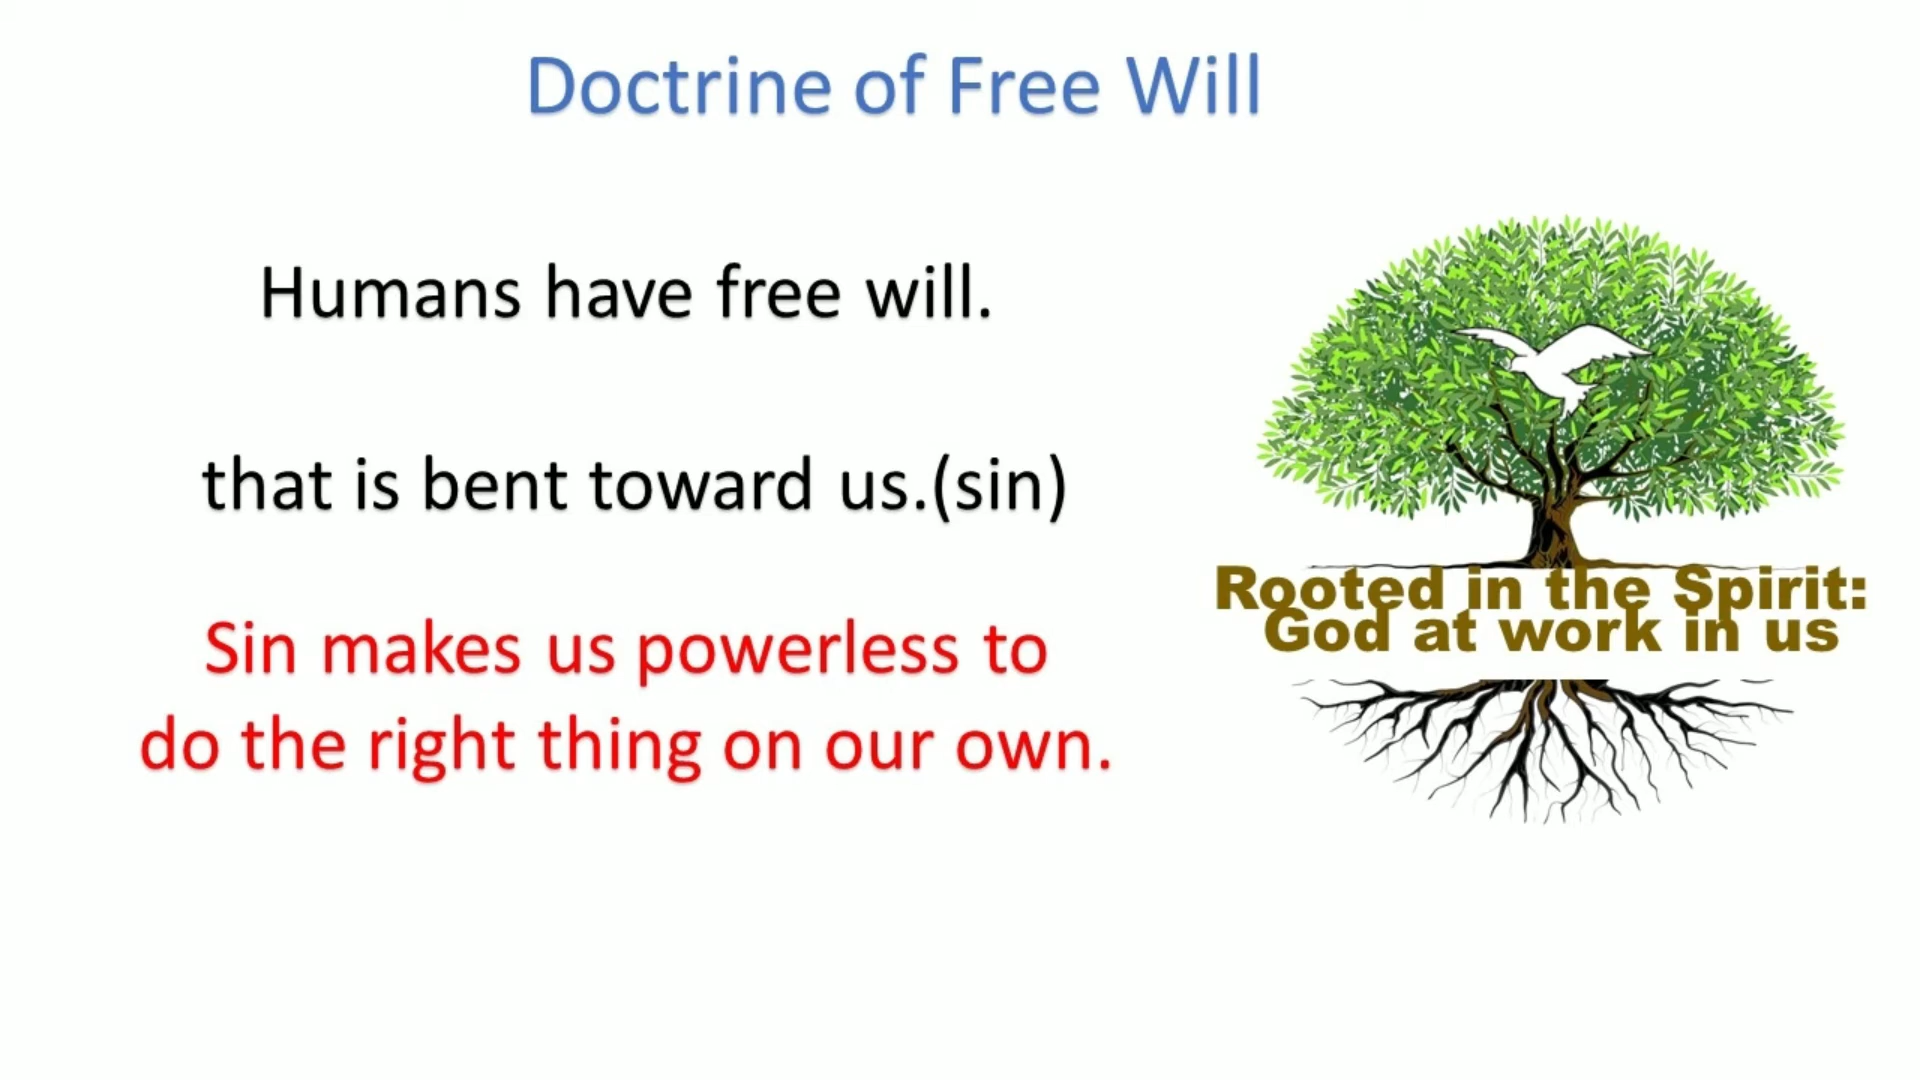 Doctrine of Free Will
Humans have free will.
that is bent toward us.(sin)
Sin makes us powerless to
do the right thing on our own.
Rooted in the Spirit:
God at work in us